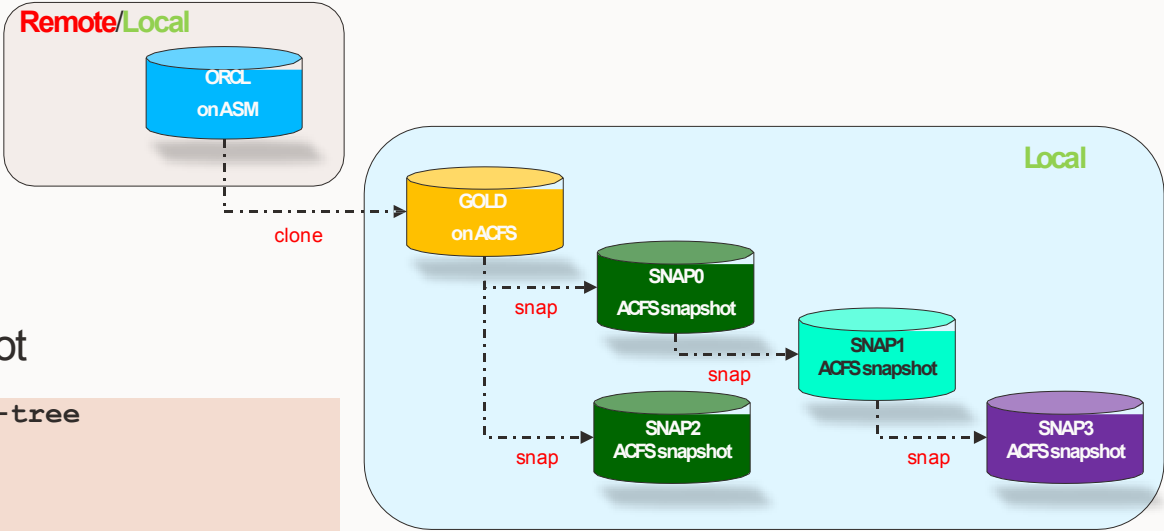 Remote/Local
ORCL
on ASM
Local
GOLD
on ACFS
clone
SNAP0
ACFS snapshot
snap
SNAP1
ACFS snapshot
snap
ot
-tree
SNAP2
ACFS snapshot
snap
SNAP3
ACFS snapshot
snap